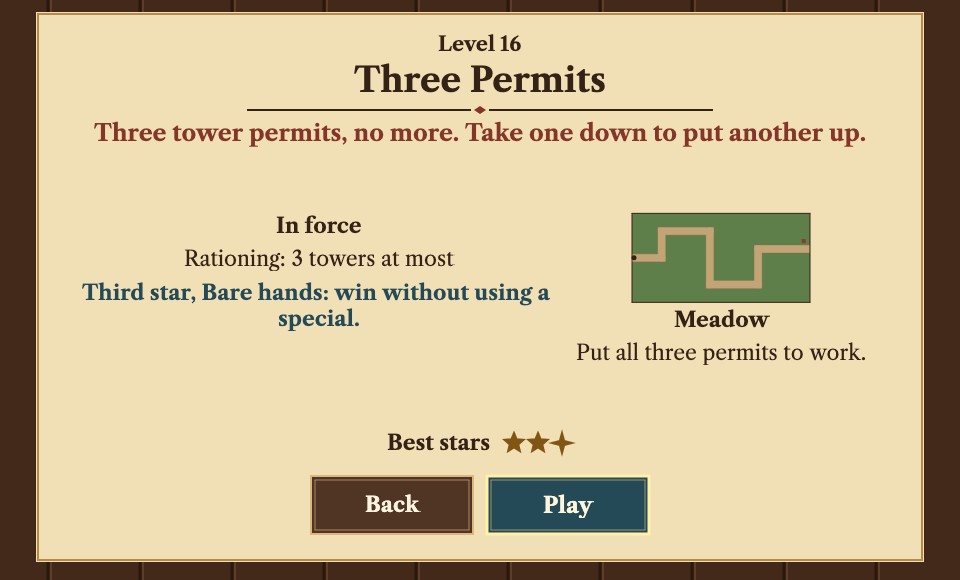 Level 16
Three Permits
Three tower permits, no more. Take one down to put another up.
In force
Rationing: 3 towers at most
Third star, Bare hands: win without using a
special.
Meadow
Put all three permits to work.
Best stars
Back
Play